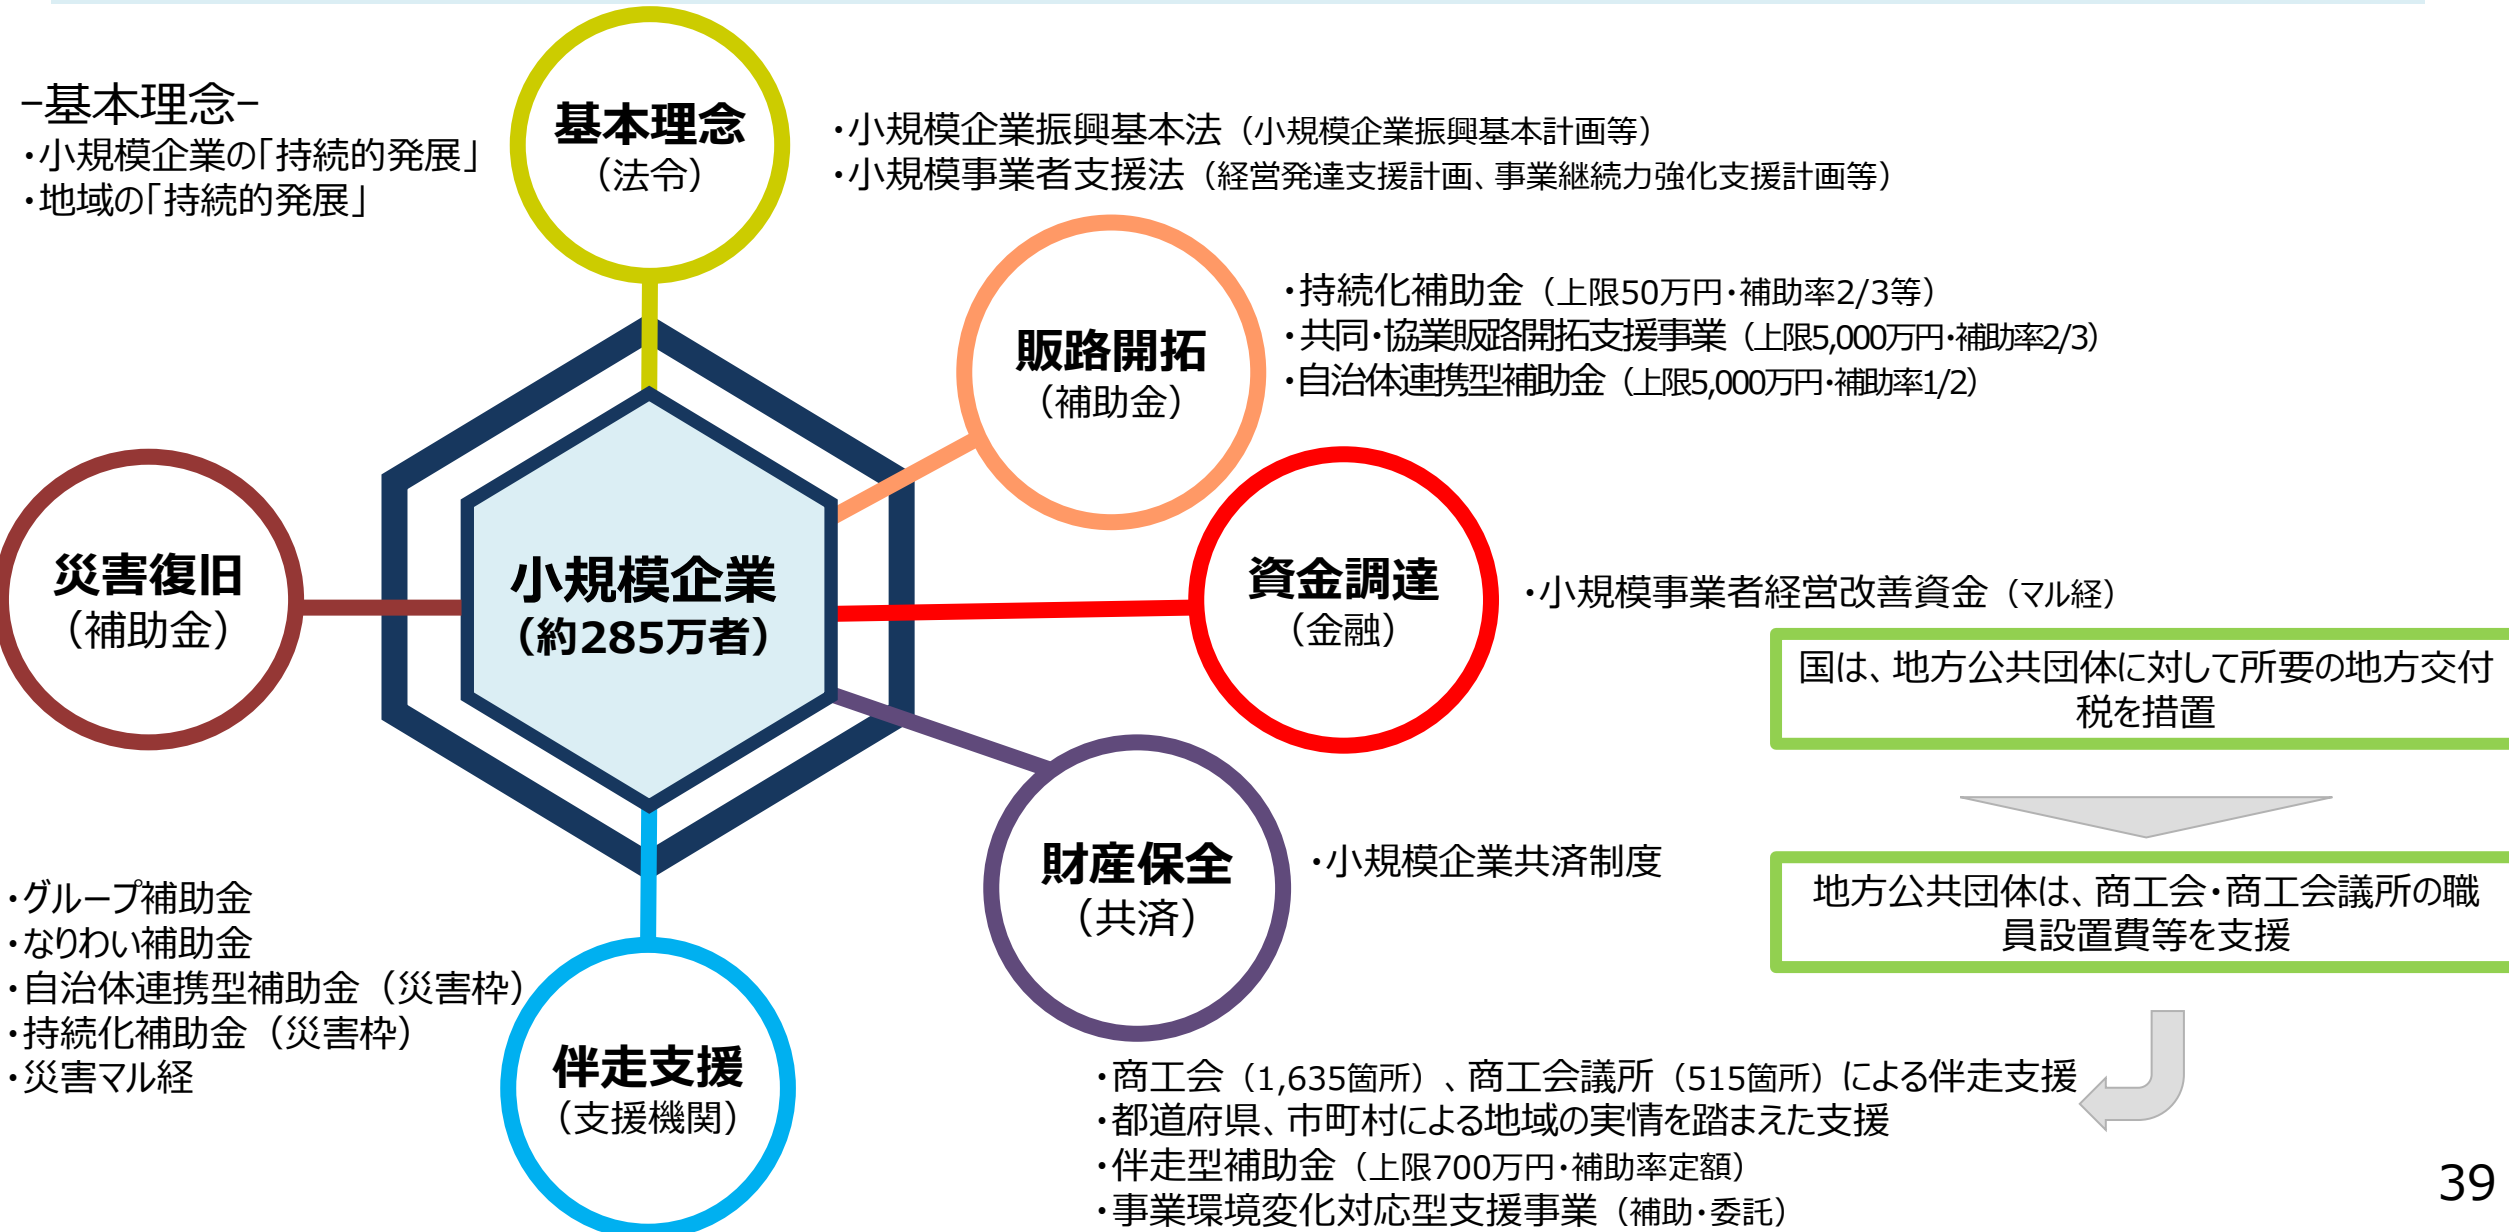 −基本理念−
・小規模企業の「持続的発展」
・地域の「持続的発展」
基本理念
（法令）
・小規模企業振興基本法（小規模企業振興基本計画等）
・小規模事業者支援法（経営発達支援計画、事業継続力強化支援計画等）
販路開拓
（補助金）
・持続化補助金（上限50万円・補助率2/3等）
・共同・協業販路開拓支援事業（上限5,000万円・補助率2/3）
・自治体連携型補助金（上限5,000万円・補助率1/2）
災害復旧
（補助金）
小規模企業
（約285万者）
資金調達
（金融）
・小規模事業者経営改善資金（マル経）
国は、地方公共団体に対して所要の地方交付
税を措置
財産保全
（共済）
・小規模企業共済制度
地方公共団体は、商工会・商工会議所の職
員設置費等を支援
・グループ補助金
・なりわい補助金
・自治体連携型補助金（災害枠）
・持続化補助金（災害枠）
・災害マル経
伴走支援
（支援機関）
・商工会（1,635箇所）、商工会議所（515箇所）による伴走支援
・都道府県、市町村による地域の実情を踏まえた支援
・伴走型補助金（上限700万円・補助率定額）
・事業環境変化対応型支援事業（補助・委託）
39